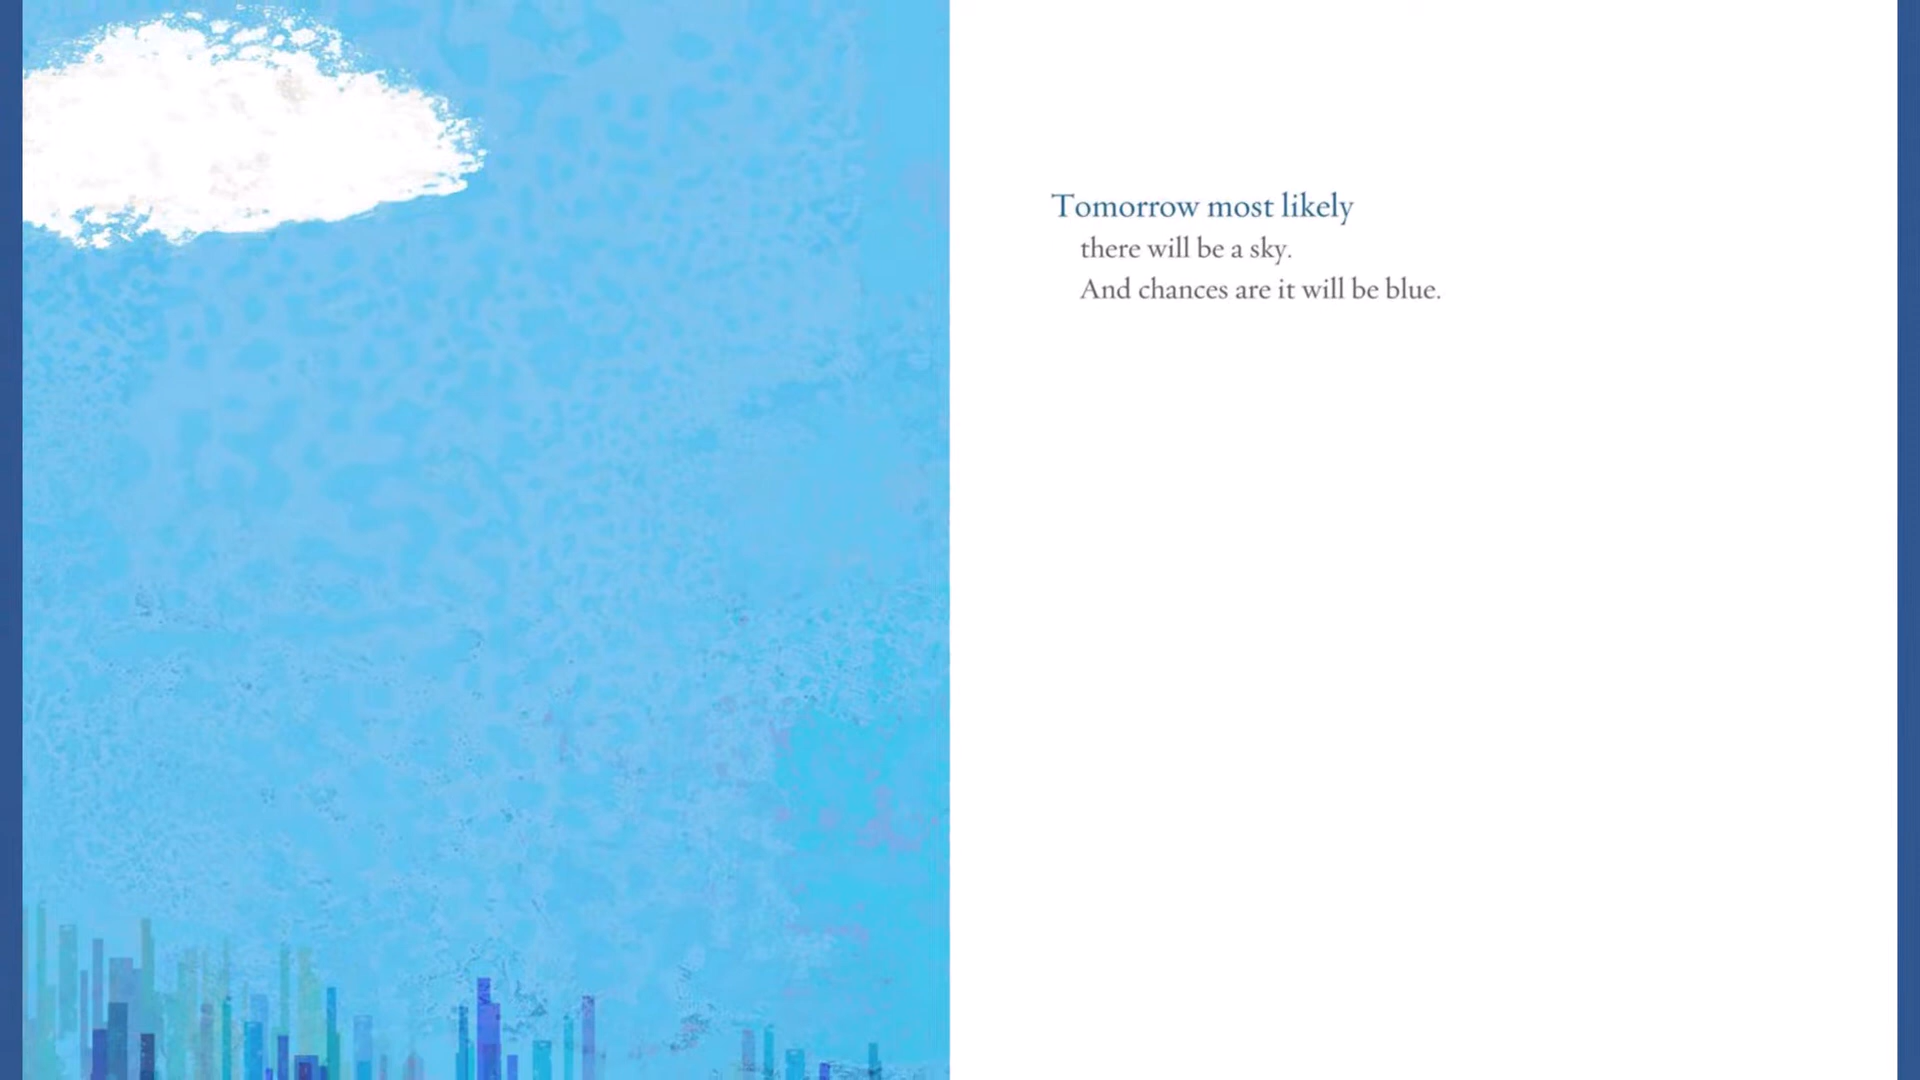 Tomorrow most likely
there will be a sky.
And chances are it will be blue.